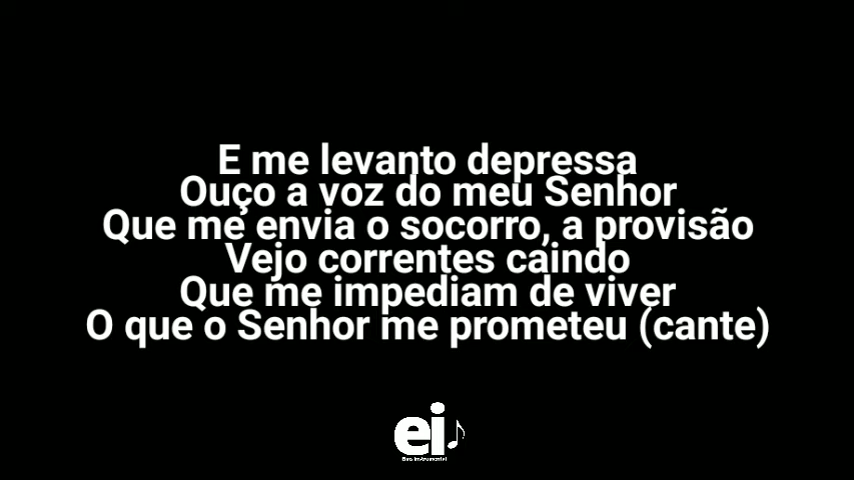 E me levanto depressa
Ouço a voz do meu Senhor
Que me envia o socorro, a provisão
Vejo correntes caindo
Que me impediam de viver
O que o Senhor me prometeu (cante)
ei